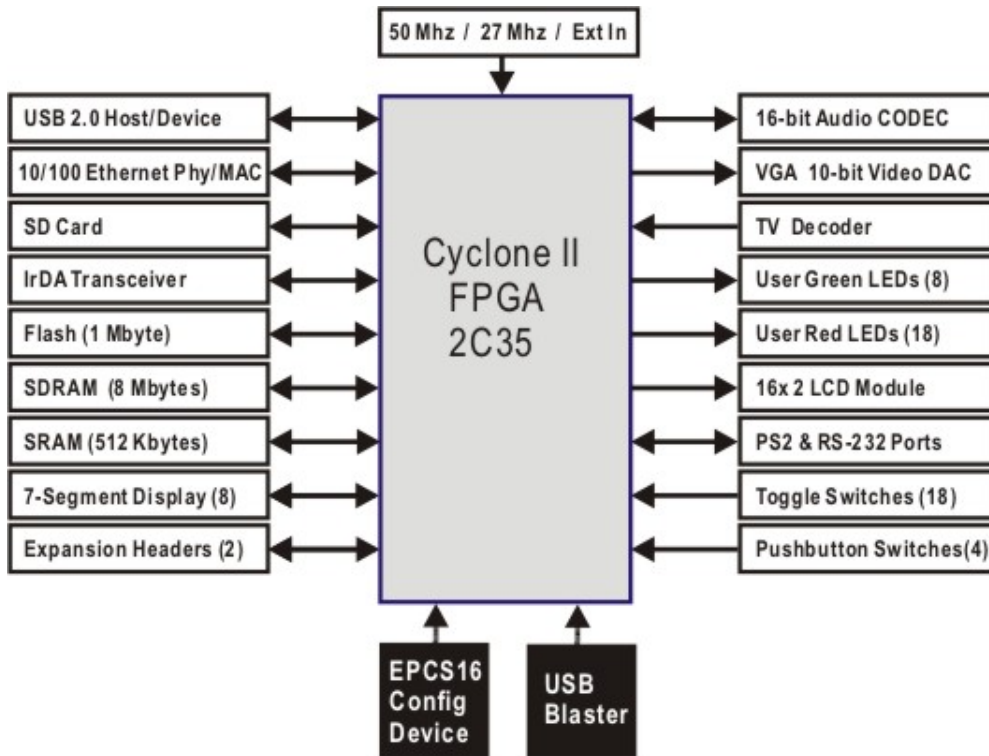 50 Mhz / 27 Mhz / Ext In
USB 2.0 Host/Device
10/100 Ethernet Phy/MAC
SD Card
IrDA Transceiver
Flash (1 Mbyte)
SDRAM (8 Mbytes)
SRAM (512 Kbytes)
7-Segment Display (8)
Expansion Headers (2)
Cyclone II
FPGA
2C35
16-bit Audio CODEC
VGA 10-bit Video DAC
TV Decoder
User Green LEDs (8)
User Red LEDs (18)
16x 2 LCD Module
PS2 & RS-232 Ports
Toggle Switches (18)
Pushbutton Switches(4)
EPCS16
Config
Device
USB
Blaster